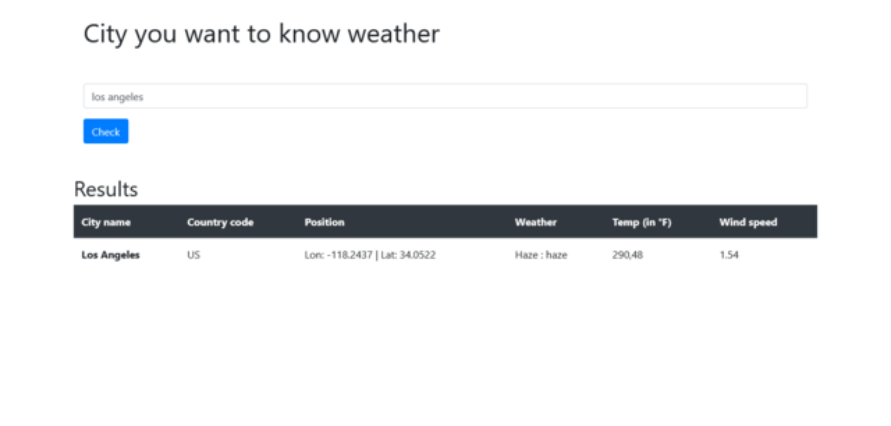 City you want to know weather
los angeles
Check
Results
City name Country code Position Weather Temp (in °F) Wind speed
Los Angeles US Lon: -118.2437 | Lat: 34.0522 Haze : haze 290,48 1.54